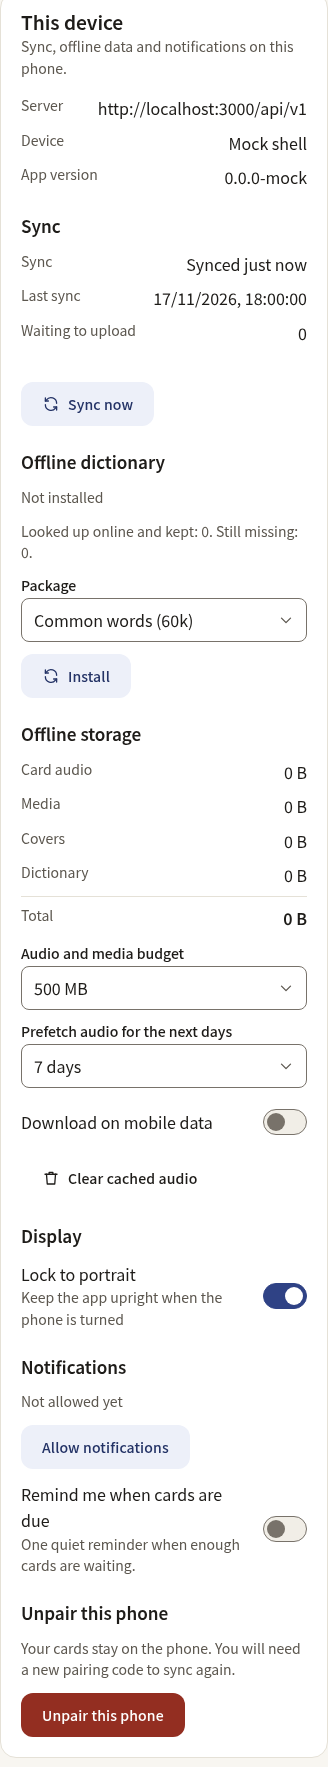 This device
Sync, offline data and notifications on this
phone.
Server http://localhost:3000/api/v1
Device Mock shell
App version 0.0.0-mock
Sync
Sync Synced just now
Last sync 17/11/2026, 18:00:00
Waiting to upload 0
Sync now
Offline dictionary
Not installed
Looked up online and kept: 0. Still missing:
0.
Package
Common words (60k)
Install
Offline storage
Card audio 0 B
Media 0 B
Covers 0 B
Dictionary 0 B
Total 0 B
Audio and media budget
500 MB
Prefetch audio for the next days
7 days
Download on mobile data
Clear cached audio
Display
Lock to portrait
Keep the app upright when the
phone is turned
Notifications
Not allowed yet
Allow notifications
Remind me when cards are
due
One quiet reminder when enough
cards are waiting.
Unpair this phone
Your cards stay on the phone. You will need
a new pairing code to sync again.
Unpair this phone